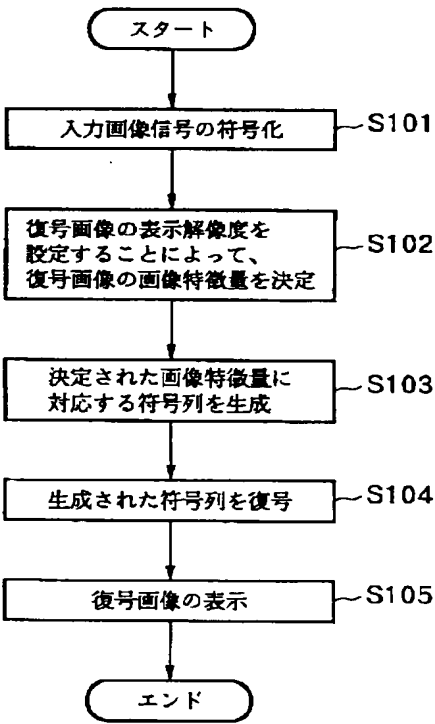 スタート
入力画像信号の符号化
S101
復号画像の表示解像度を
設定することによって、
復号画像の画像特徴量を決定
S102
決定された画像特徴量に
対応する符号列を生成
S103
生成された符号列を復号
S104
復号画像の表示
S105
エンド